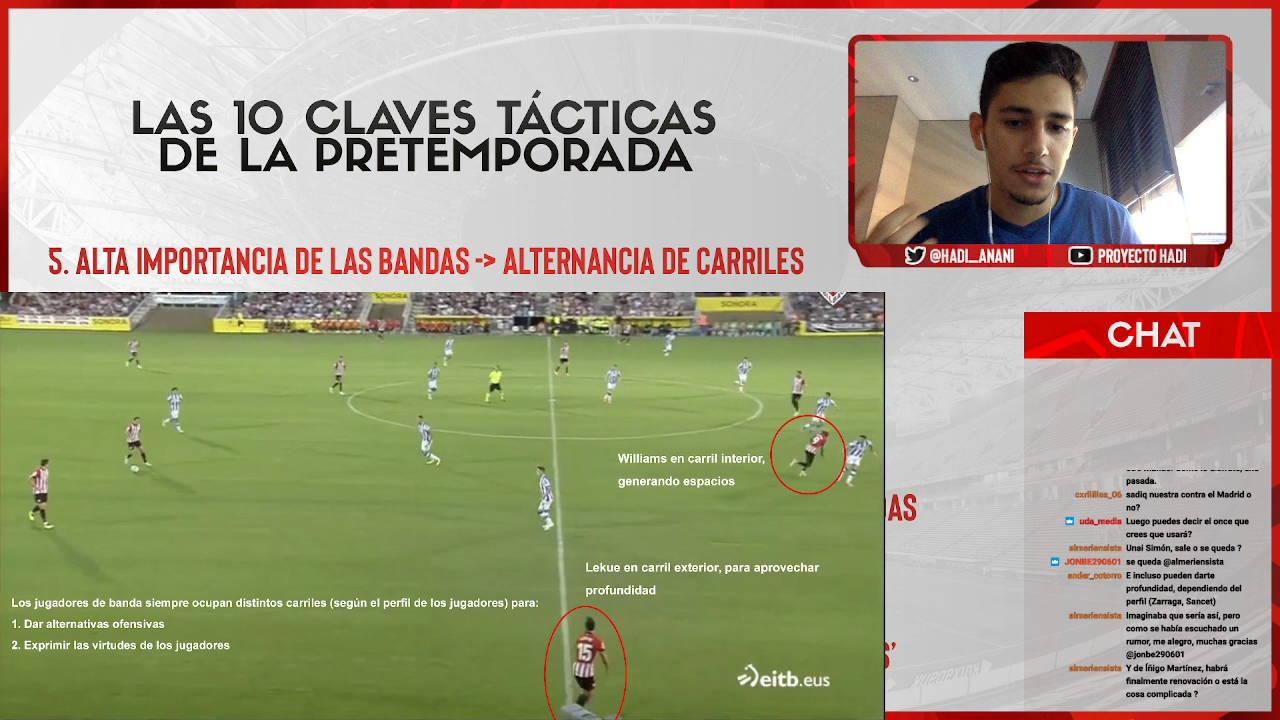 LAS 10 CLAVES TÁCTICAS
DE LA PRETEMPORADA
5. ALTA IMPORTANCIA DE LAS BANDAS -> ALTERNANCIA DE CARRILES
@HADI_ANANI
PROYECTO HADI
SONORA
SONORA
SONORA
9
Williams en carril interior,
generando espacios
Lekue en carril exterior, para aprovechar
profundidad
Los jugadores de banda siempre ocupan distintos carriles (según el perfil de los jugadores) para:
1. Dar alternativas ofensivas
2. Exprimir las virtudes de los jugadores
15
eitb.eus
CHAT
pasada.
sadiq nuestra contra el Madrid o
no?
uda_media Luego puedes decir el once que
crees que usará?
almeriensista Unai Simón, sale o se queda ?
JONBE290601 se queda @almeriensista
ander_cotorro E incluso pueden darte
profundidad, dependiendo del
perfil (Zarraga, Sancet)
almeriensista Imaginaba que sería así, pero
como se había escuchado un
rumor, me alegro, muchas gracias
@jonbe290601
almeriensista Y de Íñigo Martínez, habrá
finalmente renovación o está la
cosa complicada ?